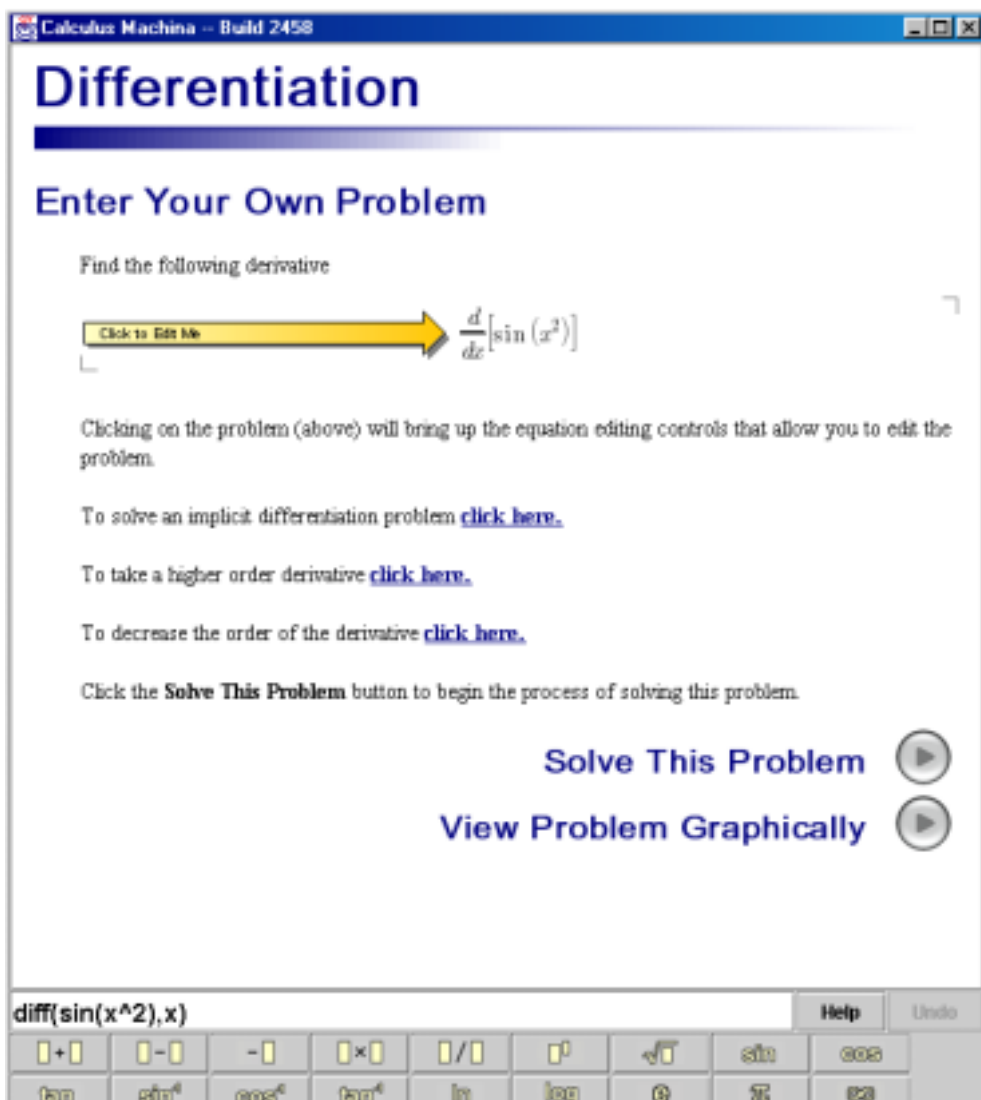 Calculus Machina -- Build 2458
Differentiation
Enter Your Own Problem
Find the following derivative
Click to Edit Me
d/dx[sin (x²)]
Clicking on the problem (above) will bring up the equation editing controls that allow you to edit the
problem.
To solve an implicit differentiation problem click here.
To take a higher order derivative click here.
To decrease the order of the derivative click here.
Click the Solve This Problem button to begin the process of solving this problem.
Solve This Problem
View Problem Graphically
diff(sin(x^2),x) Help Undo
▯+▯ ▯-▯ -▯ ▯×▯ ▯/▯ ▯▯ √▯ sin cos
tan ln log e π